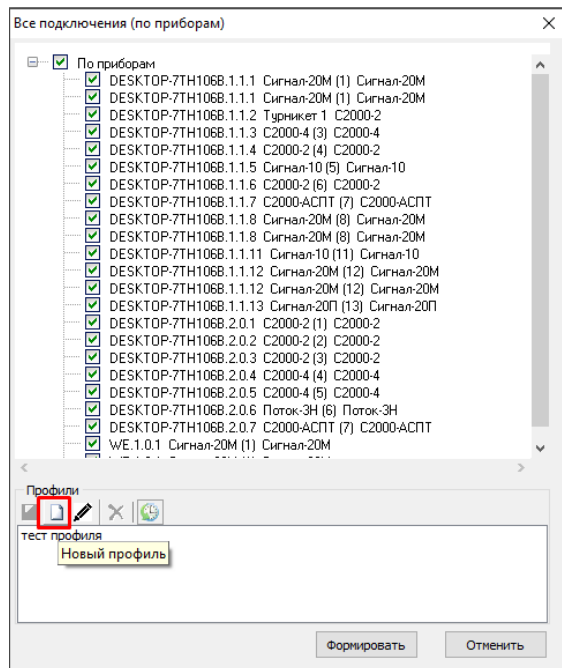 Все подключения (по приборам)
По приборам
DESKTOP-7TH106B.1.1.1 Сигнал-20М (1) Сигнал-20М
DESKTOP-7TH106B.1.1.1 Сигнал-20М (1) Сигнал-20М
DESKTOP-7TH106B.1.1.2 Турникет 1 С2000-2
DESKTOP-7TH106B.1.1.3 С2000-4 (3) С2000-4
DESKTOP-7TH106B.1.1.4 С2000-2 (4) С2000-2
DESKTOP-7TH106B.1.1.5 Сигнал-10 (5) Сигнал-10
DESKTOP-7TH106B.1.1.6 С2000-2 (6) С2000-2
DESKTOP-7TH106B.1.1.7 С2000-АСПТ (7) С2000-АСПТ
DESKTOP-7TH106B.1.1.8 Сигнал-20М (8) Сигнал-20М
DESKTOP-7TH106B.1.1.8 Сигнал-20М (8) Сигнал-20М
DESKTOP-7TH106B.1.1.11 Сигнал-10 (11) Сигнал-10
DESKTOP-7TH106B.1.1.12 Сигнал-20М (12) Сигнал-20М
DESKTOP-7TH106B.1.1.12 Сигнал-20М (12) Сигнал-20М
DESKTOP-7TH106B.1.1.13 Сигнал-20П (13) Сигнал-20П
DESKTOP-7TH106B.2.0.1 С2000-2 (1) С2000-2
DESKTOP-7TH106B.2.0.2 С2000-2 (2) С2000-2
DESKTOP-7TH106B.2.0.3 С2000-2 (3) С2000-2
DESKTOP-7TH106B.2.0.4 С2000-4 (4) С2000-4
DESKTOP-7TH106B.2.0.5 С2000-4 (5) С2000-4
DESKTOP-7TH106B.2.0.6 Поток-3Н (6) Поток-3Н
DESKTOP-7TH106B.2.0.7 С2000-АСПТ (7) С2000-АСПТ
WE.1.0.1 Сигнал-20М (1) Сигнал-20М
Профили
тест профиля
Новый профиль
Формировать
Отменить